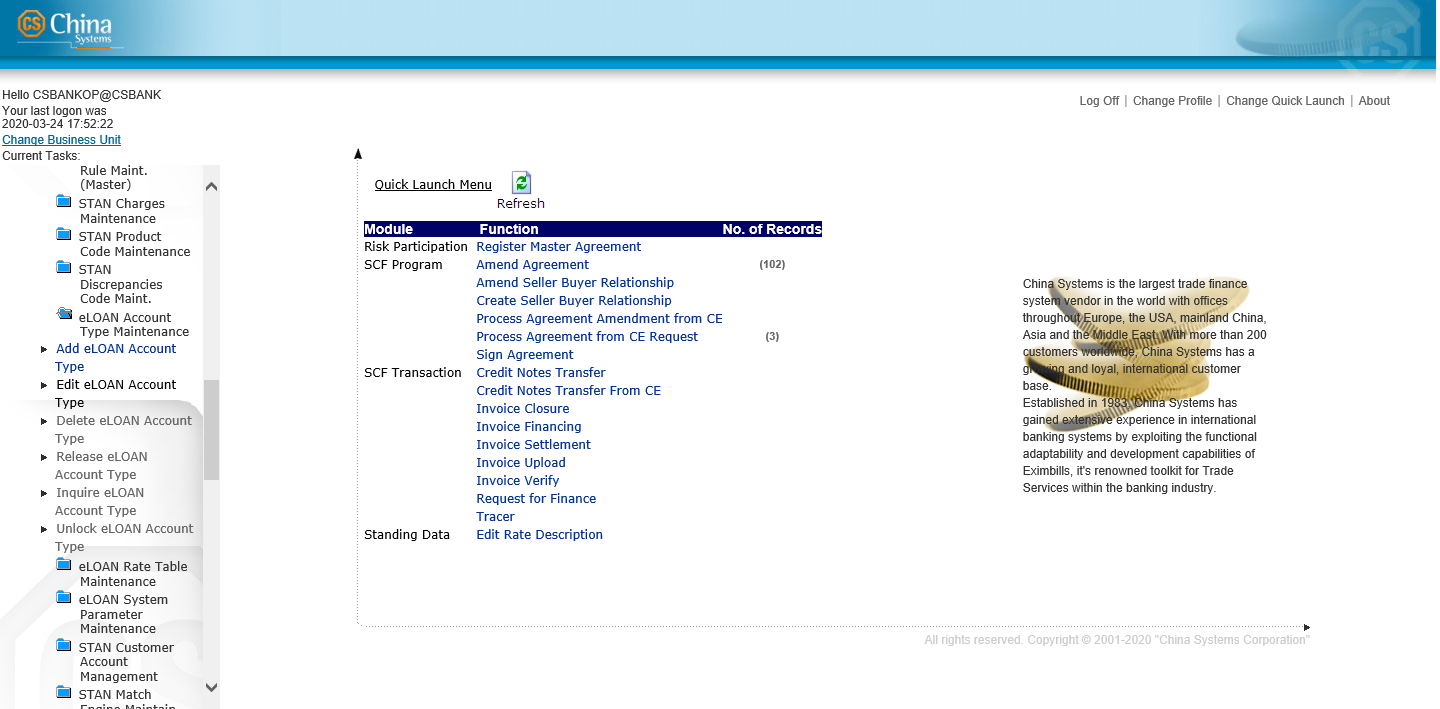 CS China
Systems
Hello CSBANKOP@CSBANK
Your last logon was
2020-03-24 17:52:22
Change Business Unit
Current Tasks:
Rule Maint.
(Master)
STAN Charges
Maintenance
STAN Product
Code Maintenance
STAN
Discrepancies
Code Maint.
eLOAN Account
Type Maintenance
Add eLOAN Account
Type
Edit eLOAN Account
Type
Delete eLOAN Account
Type
Release eLOAN
Account Type
Inquire eLOAN
Account Type
Unlock eLOAN Account
Type
eLOAN Rate Table
Maintenance
eLOAN System
Parameter
Maintenance
STAN Customer
Account
Management
STAN Match
Engine Maintain
Log Off | Change Profile | Change Quick Launch | About
Quick Launch Menu
Refresh
Module Function No. of Records
Risk Participation Register Master Agreement
SCF Program Amend Agreement (102)
Amend Seller Buyer Relationship
Create Seller Buyer Relationship
Process Agreement Amendment from CE
Process Agreement from CE Request (3)
Sign Agreement
SCF Transaction Credit Notes Transfer
Credit Notes Transfer From CE
Invoice Closure
Invoice Financing
Invoice Settlement
Invoice Upload
Invoice Verify
Request for Finance
Tracer
Standing Data Edit Rate Description
China Systems is the largest trade finance
system vendor in the world with offices
throughout Europe, the USA, mainland China,
Asia and the Middle East. With more than 200
customers worldwide, China Systems has a
growing and loyal, international customer
base.
Established in 1983, China Systems has
gained extensive experience in international
banking systems by exploiting the functional
adaptability and development capabilities of
Eximbills, it's renowned toolkit for Trade
Services within the banking industry.
All rights reserved. Copyright © 2001-2020 "China Systems Corporation"
CS